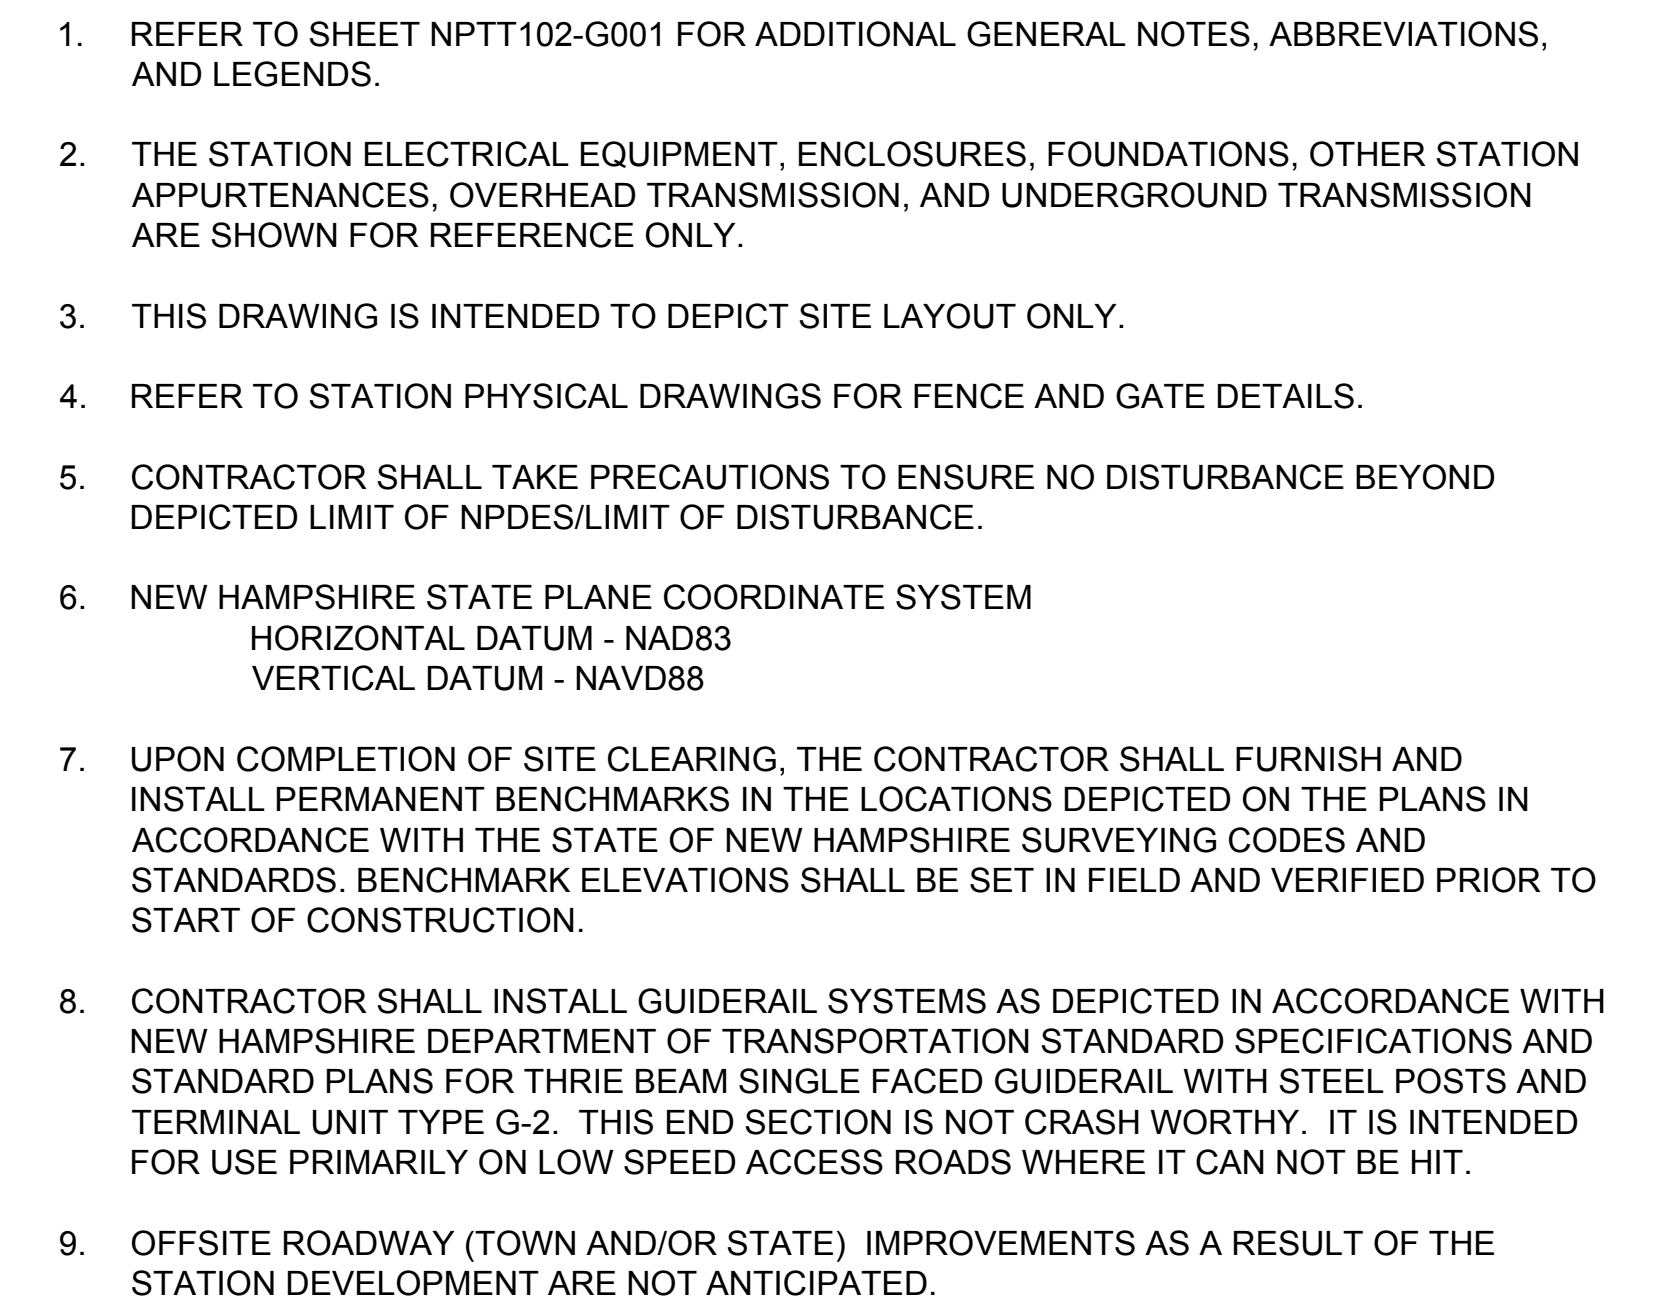 1. REFER TO SHEET NPTT102-G001 FOR ADDITIONAL GENERAL NOTES, ABBREVIATIONS,
AND LEGENDS.
2. THE STATION ELECTRICAL EQUIPMENT, ENCLOSURES, FOUNDATIONS, OTHER STATION
APPURTENANCES, OVERHEAD TRANSMISSION, AND UNDERGROUND TRANSMISSION
ARE SHOWN FOR REFERENCE ONLY.
3. THIS DRAWING IS INTENDED TO DEPICT SITE LAYOUT ONLY.
4. REFER TO STATION PHYSICAL DRAWINGS FOR FENCE AND GATE DETAILS.
5. CONTRACTOR SHALL TAKE PRECAUTIONS TO ENSURE NO DISTURBANCE BEYOND
DEPICTED LIMIT OF NPDES/LIMIT OF DISTURBANCE.
6. NEW HAMPSHIRE STATE PLANE COORDINATE SYSTEM
HORIZONTAL DATUM - NAD83
VERTICAL DATUM - NAVD88
7. UPON COMPLETION OF SITE CLEARING, THE CONTRACTOR SHALL FURNISH AND
INSTALL PERMANENT BENCHMARKS IN THE LOCATIONS DEPICTED ON THE PLANS IN
ACCORDANCE WITH THE STATE OF NEW HAMPSHIRE SURVEYING CODES AND
STANDARDS. BENCHMARK ELEVATIONS SHALL BE SET IN FIELD AND VERIFIED PRIOR TO
START OF CONSTRUCTION.
8. CONTRACTOR SHALL INSTALL GUIDERAIL SYSTEMS AS DEPICTED IN ACCORDANCE WITH
NEW HAMPSHIRE DEPARTMENT OF TRANSPORTATION STANDARD SPECIFICATIONS AND
STANDARD PLANS FOR THRIE BEAM SINGLE FACED GUIDERAIL WITH STEEL POSTS AND
TERMINAL UNIT TYPE G-2. THIS END SECTION IS NOT CRASH WORTHY. IT IS INTENDED
FOR USE PRIMARILY ON LOW SPEED ACCESS ROADS WHERE IT CAN NOT BE HIT.
9. OFFSITE ROADWAY (TOWN AND/OR STATE) IMPROVEMENTS AS A RESULT OF THE
STATION DEVELOPMENT ARE NOT ANTICIPATED.